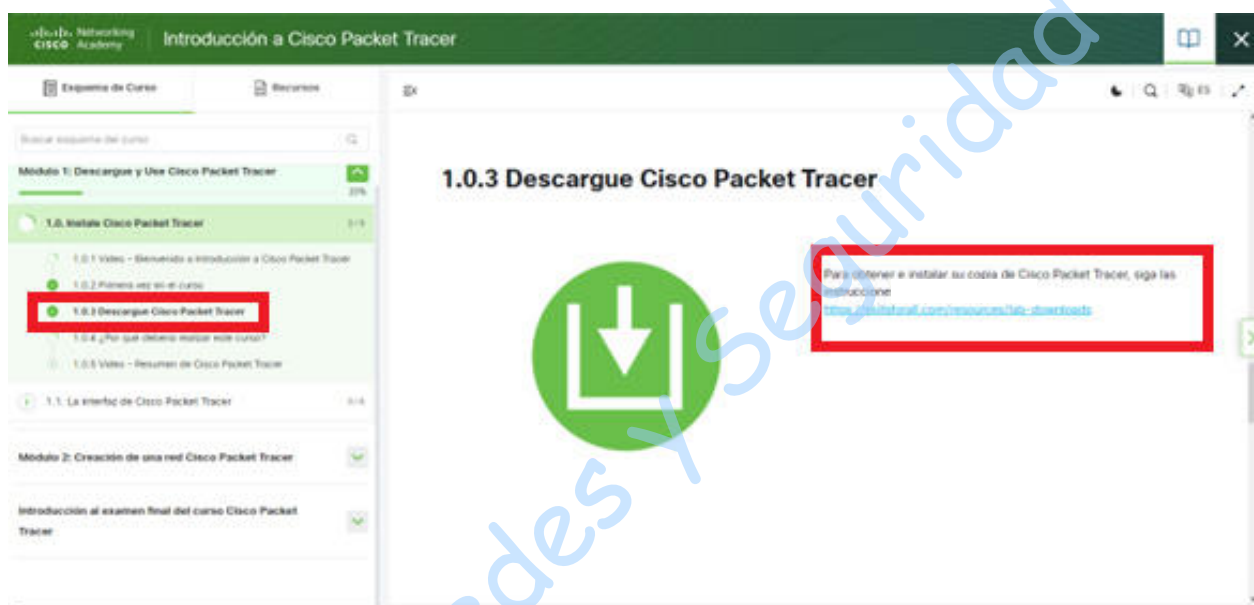 Networking
CISCO Academy
Introducción a Cisco Packet Tracer
Esquema de Curso
Recursos
ES
Buscar esquema del curso
Módulo 1: Descargue y Use Cisco Packet Tracer
1.0. Instale Cisco Packet Tracer
1.0.1 Video - Bienvenido a Introducción a Cisco Packet Tracer
1.0.2 Primera vez en el curso
1.0.3 Descargue Cisco Packet Tracer
1.0.4 ¿Por qué debería realizar este curso?
1.0.5 Video - Resumen de Cisco Packet Tracer
1.1. La interfaz de Cisco Packet Tracer
Módulo 2: Creación de una red Cisco Packet Tracer
Introducción al examen final del curso Cisco Packet
Tracer
1.0.3 Descargue Cisco Packet Tracer
Para obtener e instalar su copia de Cisco Packet Tracer, siga las
instruccione
des Y Seguridad